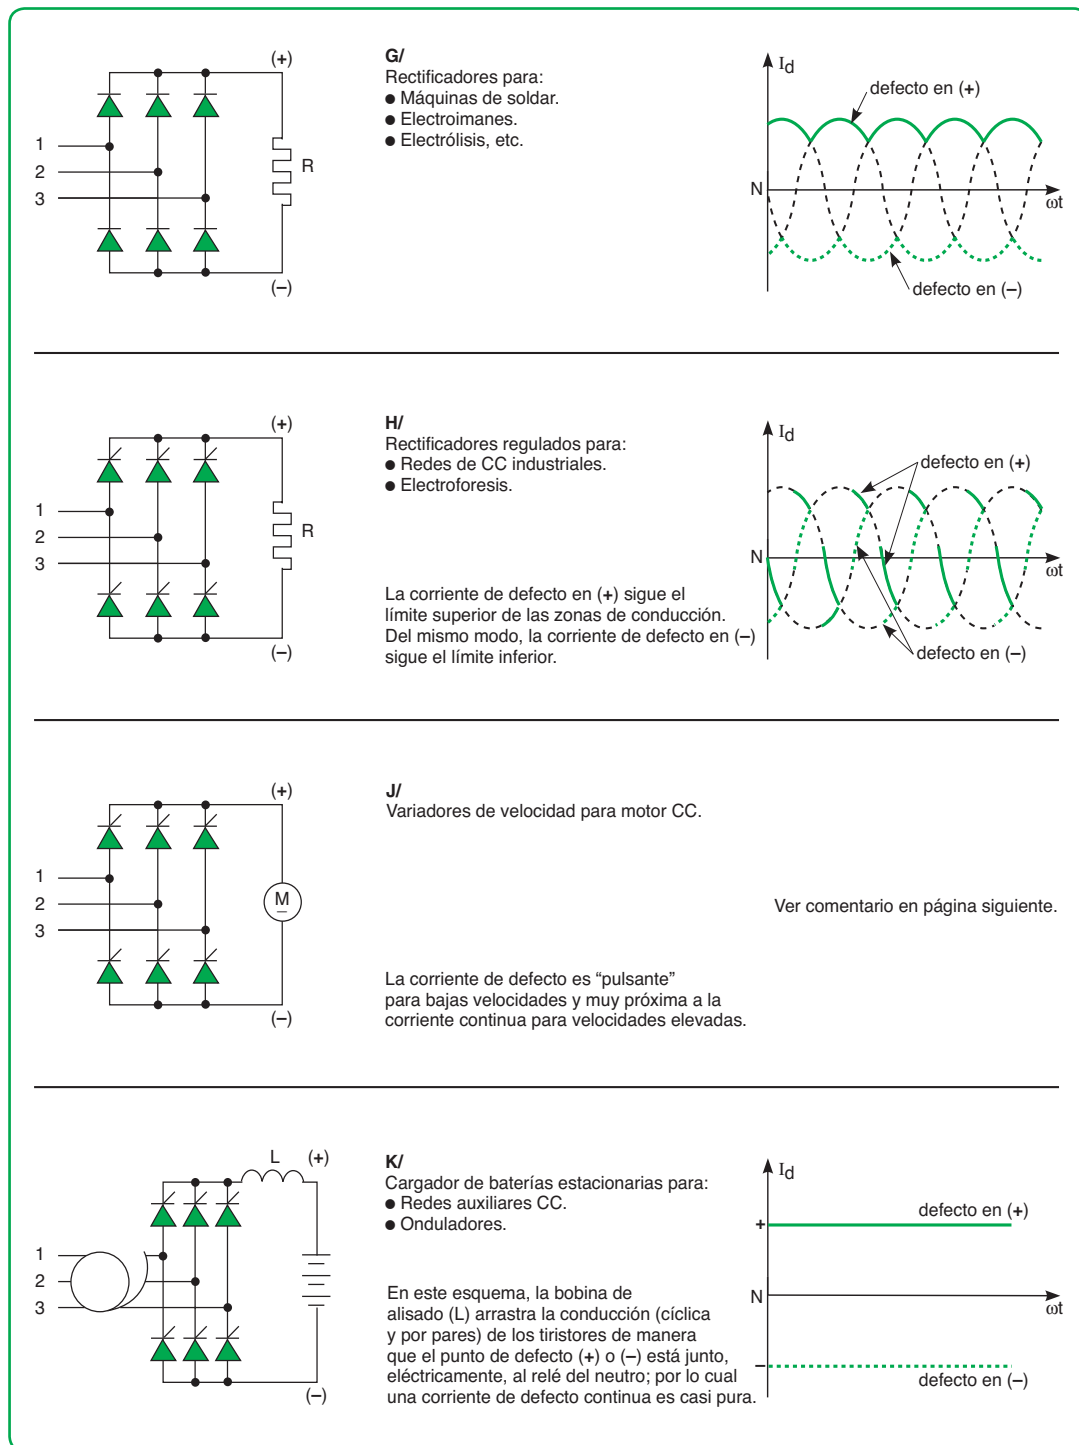 (+)
1
2
3
R
(–)
G/
Rectificadores para:
● Máquinas de soldar.
● Electroimanes.
● Electrólisis, etc.
Id
defecto en (+)
N
ωt
defecto en (–)
(+)
1
2
3
R
(–)
H/
Rectificadores regulados para:
● Redes de CC industriales.
● Electroforesis.
La corriente de defecto en (+) sigue el
límite superior de las zonas de conducción.
Del mismo modo, la corriente de defecto en (–)
sigue el límite inferior.
Id
defecto en (+)
N
ωt
defecto en (–)
(+)
1
2
3
M
(–)
J/
Variadores de velocidad para motor CC.
La corriente de defecto es “pulsante”
para bajas velocidades y muy próxima a la
corriente continua para velocidades elevadas.
Ver comentario en página siguiente.
L (+)
1
2
3
(–)
K/
Cargador de baterías estacionarias para:
● Redes auxiliares CC.
● Onduladores.
En este esquema, la bobina de
alisado (L) arrastra la conducción (cíclica
y por pares) de los tiristores de manera
que el punto de defecto (+) o (–) está junto,
eléctricamente, al relé del neutro; por lo cual
una corriente de defecto continua es casi pura.
Id
defecto en (+)
+
N
ωt
–
defecto en (–)